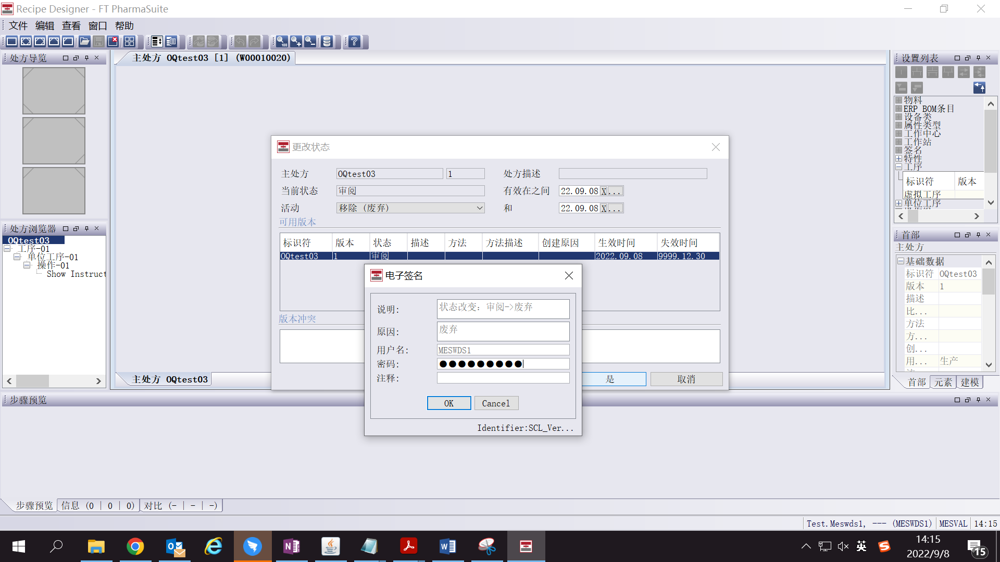 Recipe Designer - FT PharmaSuite
文件 编辑 查看 窗口 帮助
处方导览
主处方 OQtest03 [1] (W00010020)
设置列表
物料
ERP BOM条目
设备类
属性类型
工作中心
工作站
签名
特性
工序
标识符 版本
虚拟工序
单位工序
处方浏览器
OQtest03
工序-01
单位工序-01
操作-01
Show Instruct
更改状态
主处方 OQtest03 1 处方描述
当前状态 审阅 有效在之间 22.09.08 X ...
活动 移除 (废弃) 和 22.09.08 X ...
可用版本
标识符 版本 状态 描述 方法 方法描述 创建原因 生效时间 失效时间
OQtest03 1 审阅 2022.09.08 9999.12.30
版本冲突
是 取消
电子签名
说明: 状态改变: 审阅->废弃
原因: 废弃
用户名: MESWDS1
密码: ●●●●●●●●●
注释:
OK Cancel
Identifier:SCL_Ver...
首部
主处方
基础数据
标识符 OQtest03
版本 1
描述
比...
方法
方...
创...
用... 生产
首部 元素 建模
主处方 OQtest03
步骤预览
步骤预览 信息 (0 | 0 | 0) 对比 (- | - | -)
Test.Meswds1, --- (MESWDS1) MESVAL 14:15
英
14:15
2022/9/8
15